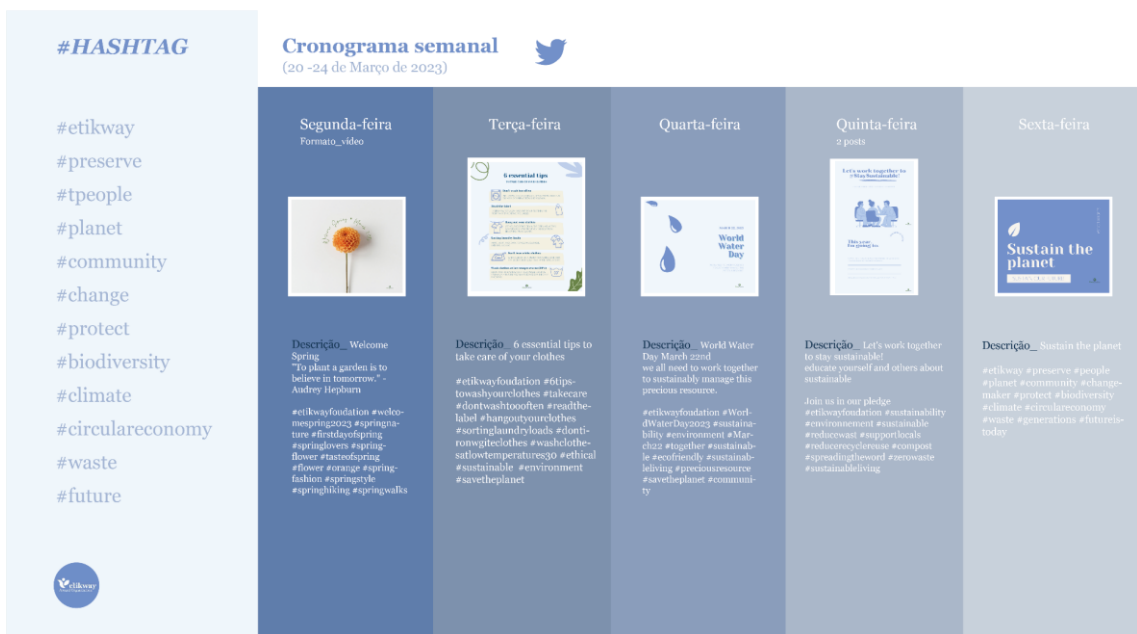 #HASHTAG
#etikway
#preserve
#tpeople
#planet
#community
#change
#protect
#biodiversity
#climate
#circulareconomy
#waste
#future
etikway
Cronograma semanal
(20 -24 de Março de 2023)
Segunda-feira
Formato_vídeo
Descrição_ Welcome
Spring
"To plant a garden is to
believe in tomorrow." -
Audrey Hepburn
#etikwayfoudation #welco-
mespring2023 #springna-
ture #firstdayofspring
#springlovers #spring-
flower #tasteofspring
#flower #orange #spring-
fashion #springstyle
#springhiking #springwalks
Terça-feira
6 essential tips
Descrição_ 6 essential tips to
take care of your clothes
#etikwayfoudation #6tips-
towashyourclothes #takecare
#dontwashtoooften #readthe-
label #hangoutyourclothes
#sortinglaundryloads #donti-
ronwgiteclothes #washclothe-
satlowtemperatures30 #ethical
#sustainable #environment
#savetheplanet
Quarta-feira
World
Water
Day
Descrição_ World Water
Day March 22nd
we all need to work together
to sustainably manage this
precious resource.
#etikwayfoudation #Worl-
dWaterDay2023 #sustaina-
bility #environment #Mar-
ch22 #together #sustainab-
le #ecofriendly #sustainab-
leliving #preciousresource
#savetheplanet #communi-
ty
Quinta-feira
2 posts
Let's work together to
#StaySustainable!
This year
I'm going to:
Descrição_ Let's work together
to stay sustainable!
educate yourself and others about
sustainable
Join us in our pledge
#etikwayfoudation #sustainability
#environnement #sustainable
#reducewast #supportlocals
#reducerecyclereuse #compost
#spreadingtheword #zerowaste
#sustainableliving
Sexta-feira
Sustain the
planet
Descrição_ Sustain the planet
#etikway #preserve #people
#planet #community #change-
maker #protect #biodiversity
#climate #circulareconomy
#waste #generations #futureis-
today